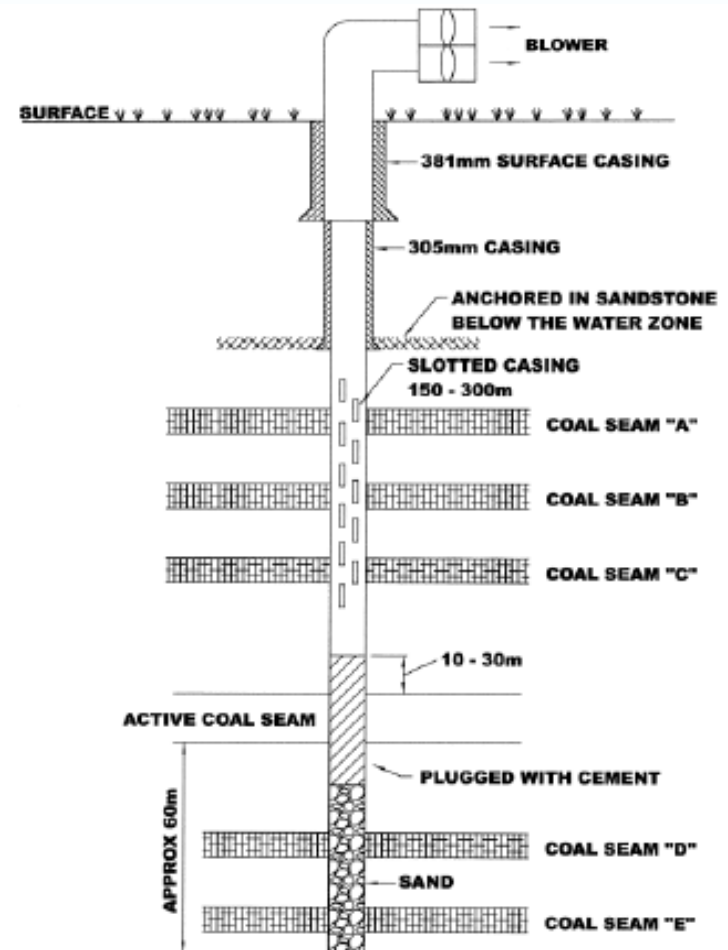 BLOWER
SURFACE
381mm SURFACE CASING
305mm CASING
ANCHORED IN SANDSTONE
BELOW THE WATER ZONE
SLOTTED CASING
150 - 300m
COAL SEAM "A"
COAL SEAM "B"
COAL SEAM "C"
10 - 30m
ACTIVE COAL SEAM
PLUGGED WITH CEMENT
APPROX 60m
COAL SEAM "D"
SAND
COAL SEAM "E"